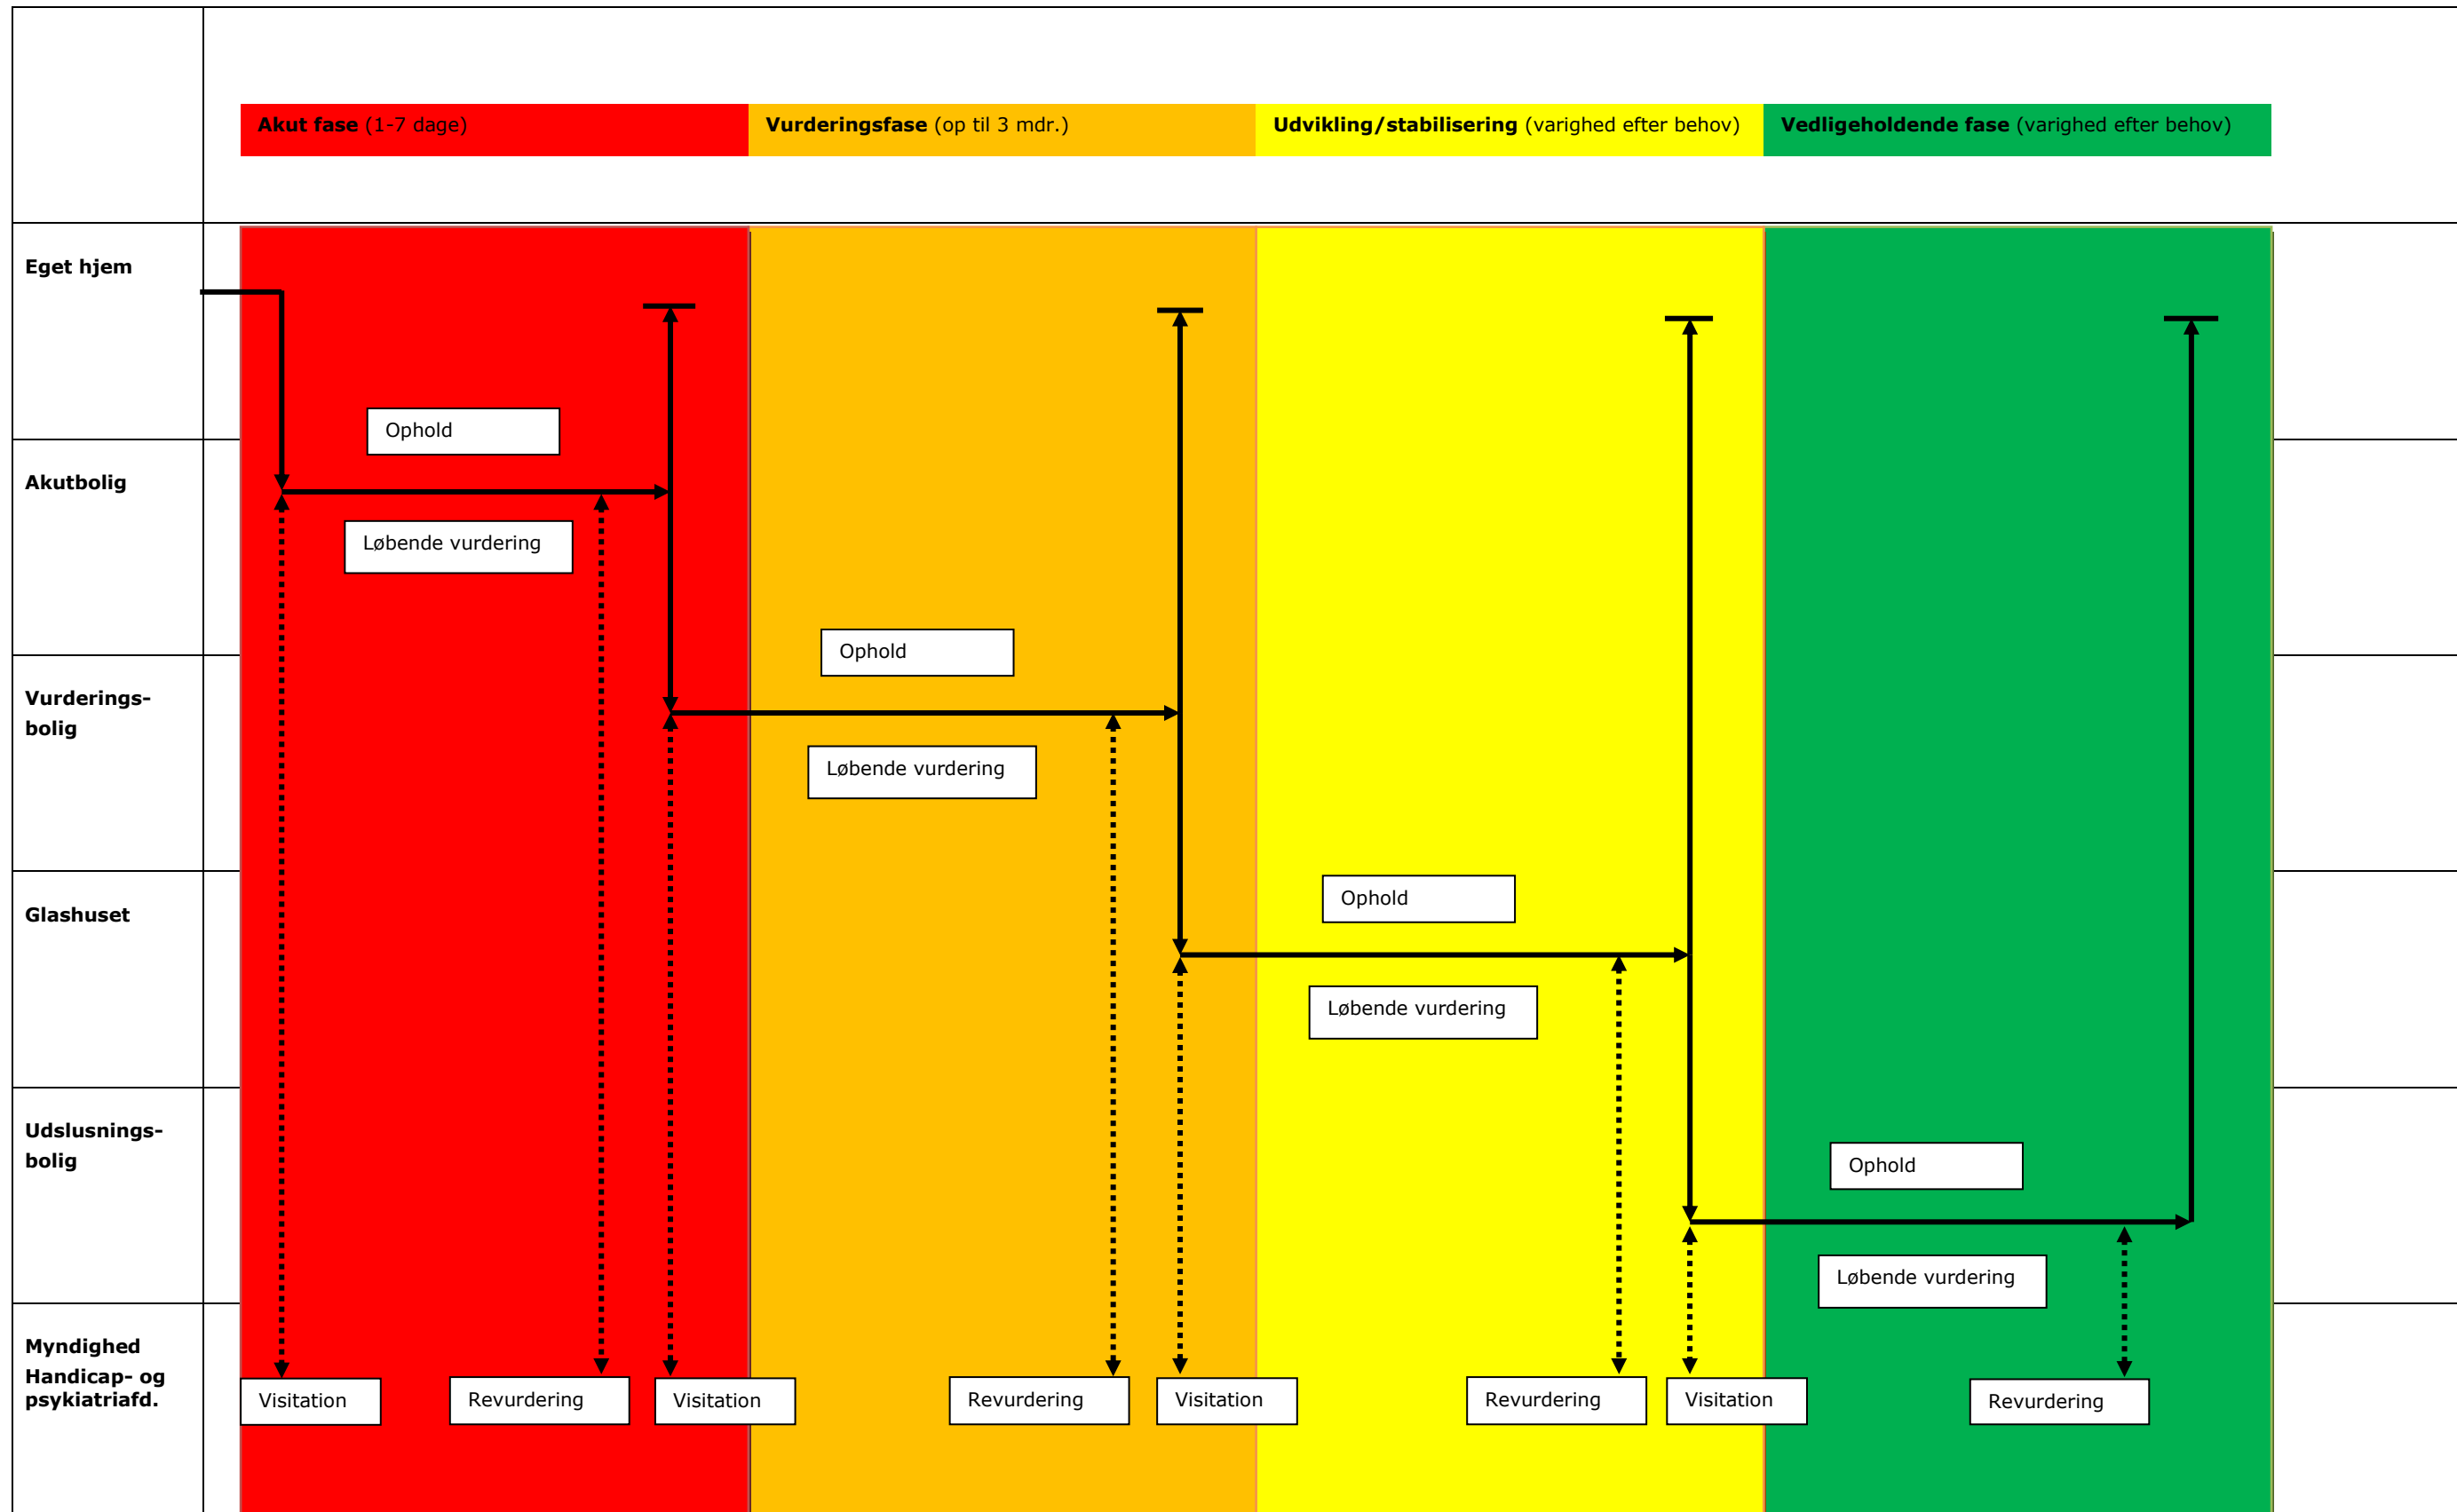 Akut fase (1-7 dage)
Vurderingsfase (op til 3 mdr.)
Udvikling/stabilisering (varighed efter behov)
Vedligeholdende fase (varighed efter behov)
Eget hjem
Ophold
Akutbolig
Løbende vurdering
Ophold
Vurderings-
bolig
Løbende vurdering
Ophold
Glashuset
Løbende vurdering
Udslusnings-
bolig
Ophold
Løbende vurdering
Myndighed
Handicap- og
psykiatriafd.
Visitation
Revurdering
Visitation
Revurdering
Visitation
Revurdering
Visitation
Revurdering